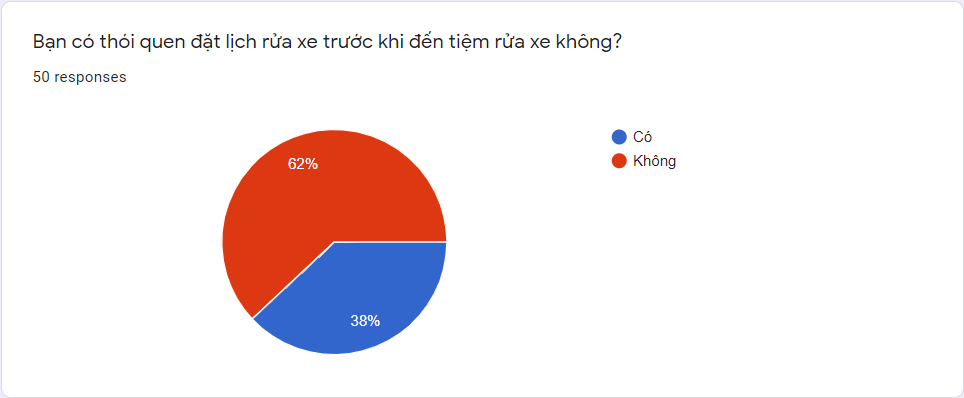 Bạn có thói quen đặt lịch rửa xe trước khi đến tiệm rửa xe không?
50 responses
Có
Không
62%
38%